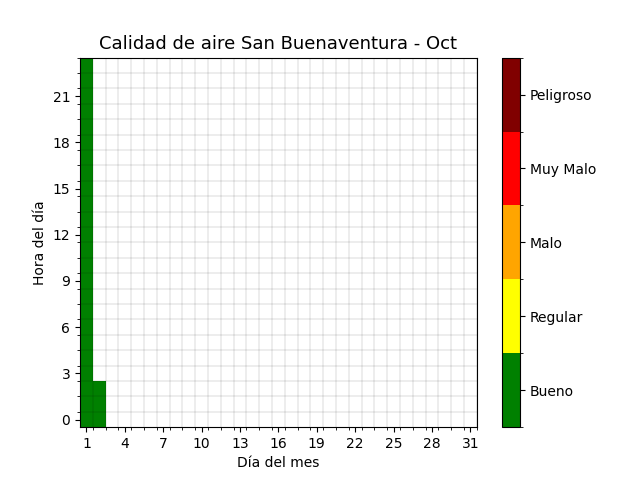 Calidad de aire San Buenaventura - Oct
Hora del día
21
18
15
12
9
6
3
0
1 4 7 10 13 16 19 22 25 28 31
Día del mes
Peligroso
Muy Malo
Malo
Regular
Bueno